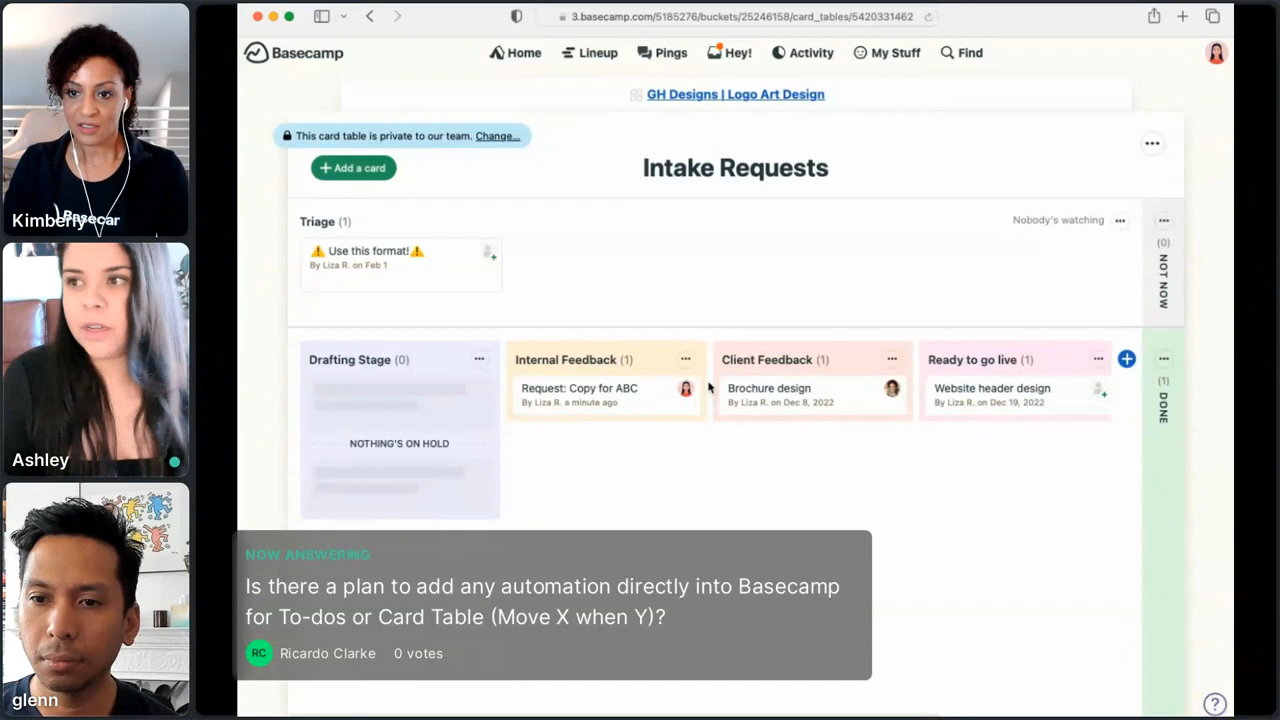 3.basecamp.com/5185276/buckets/25246158/card_tables/5420331462
Basecamp
Home
Lineup
Pings
Hey!
Activity
My Stuff
Find
GH Designs | Logo Art Design
This card table is private to our team. Change...
+ Add a card
Intake Requests
Triage (1)
Nobody's watching
⚠️ Use this format!⚠️
By Liza R. on Feb 1
(0) NOT NOW
Drafting Stage (0)
NOTHING'S ON HOLD
Internal Feedback (1)
Request: Copy for ABC
By Liza R. a minute ago
Client Feedback (1)
Brochure design
By Liza R. on Dec 8, 2022
Ready to go live (1)
Website header design
By Liza R. on Dec 19, 2022
(1) DONE
NOW ANSWERING
Is there a plan to add any automation directly into Basecamp
for To-dos or Card Table (Move X when Y)?
RC
Ricardo Clarke
0 votes
Kimberly
Ashley
glenn
?